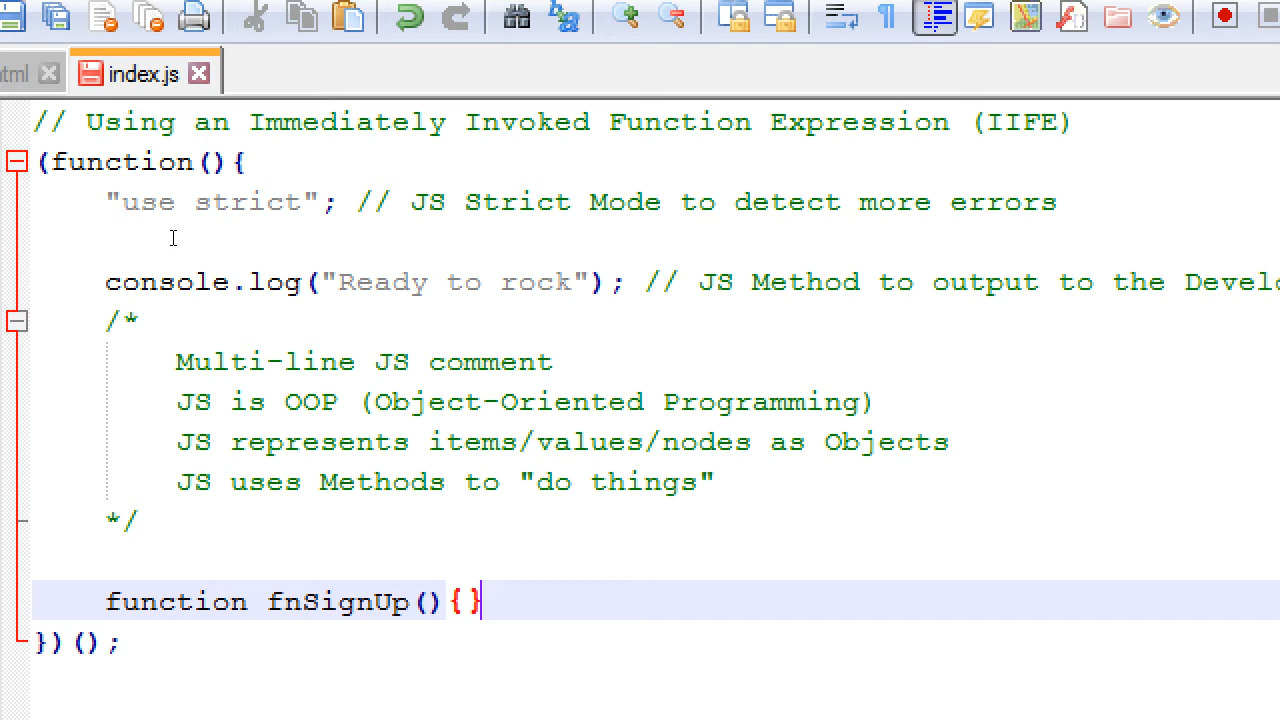 html
index.js
// Using an Immediately Invoked Function Expression (IIFE)
(function(){
"use strict"; // JS Strict Mode to detect more errors
console.log("Ready to rock"); // JS Method to output to the Develo
/*
Multi-line JS comment
JS is OOP (Object-Oriented Programming)
JS represents items/values/nodes as Objects
JS uses Methods to "do things"
*/
function fnSignUp(){}
})();